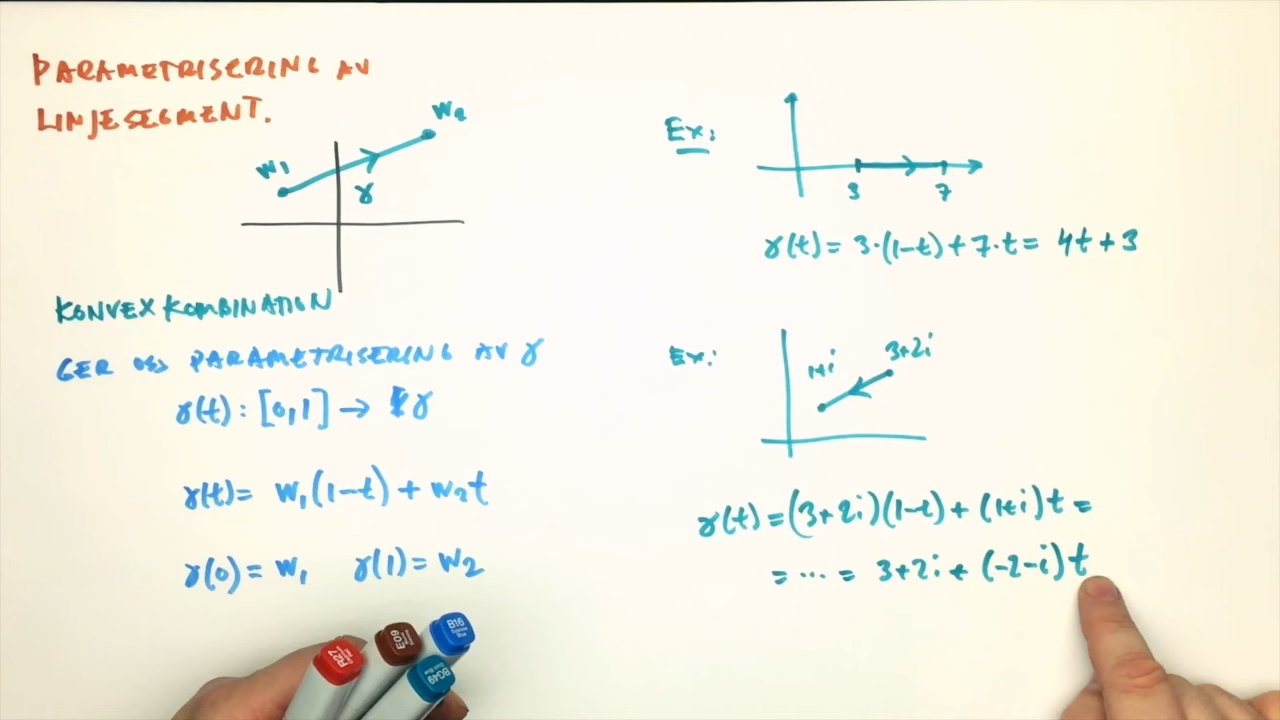 PARAMETRISERING AV
LINJESEGMENT.
w₂
w₁
γ
KONVEX KOMBINATION
GER OSS PARAMETRISERING AV γ
γ(t) : [0,1] → γ
γ(t) = w₁(1-t) + w₂t
γ(0) = w₁ γ(1) = w₂
Ex:
3 7
γ(t) = 3·(1-t) + 7·t = 4t + 3
Ex:
1+i 3+2i
γ(t) = (3+2i)(1-t) + (1+i)t =
= ... = 3+2i + (-2-i)t
R27
E09
B16
BG49